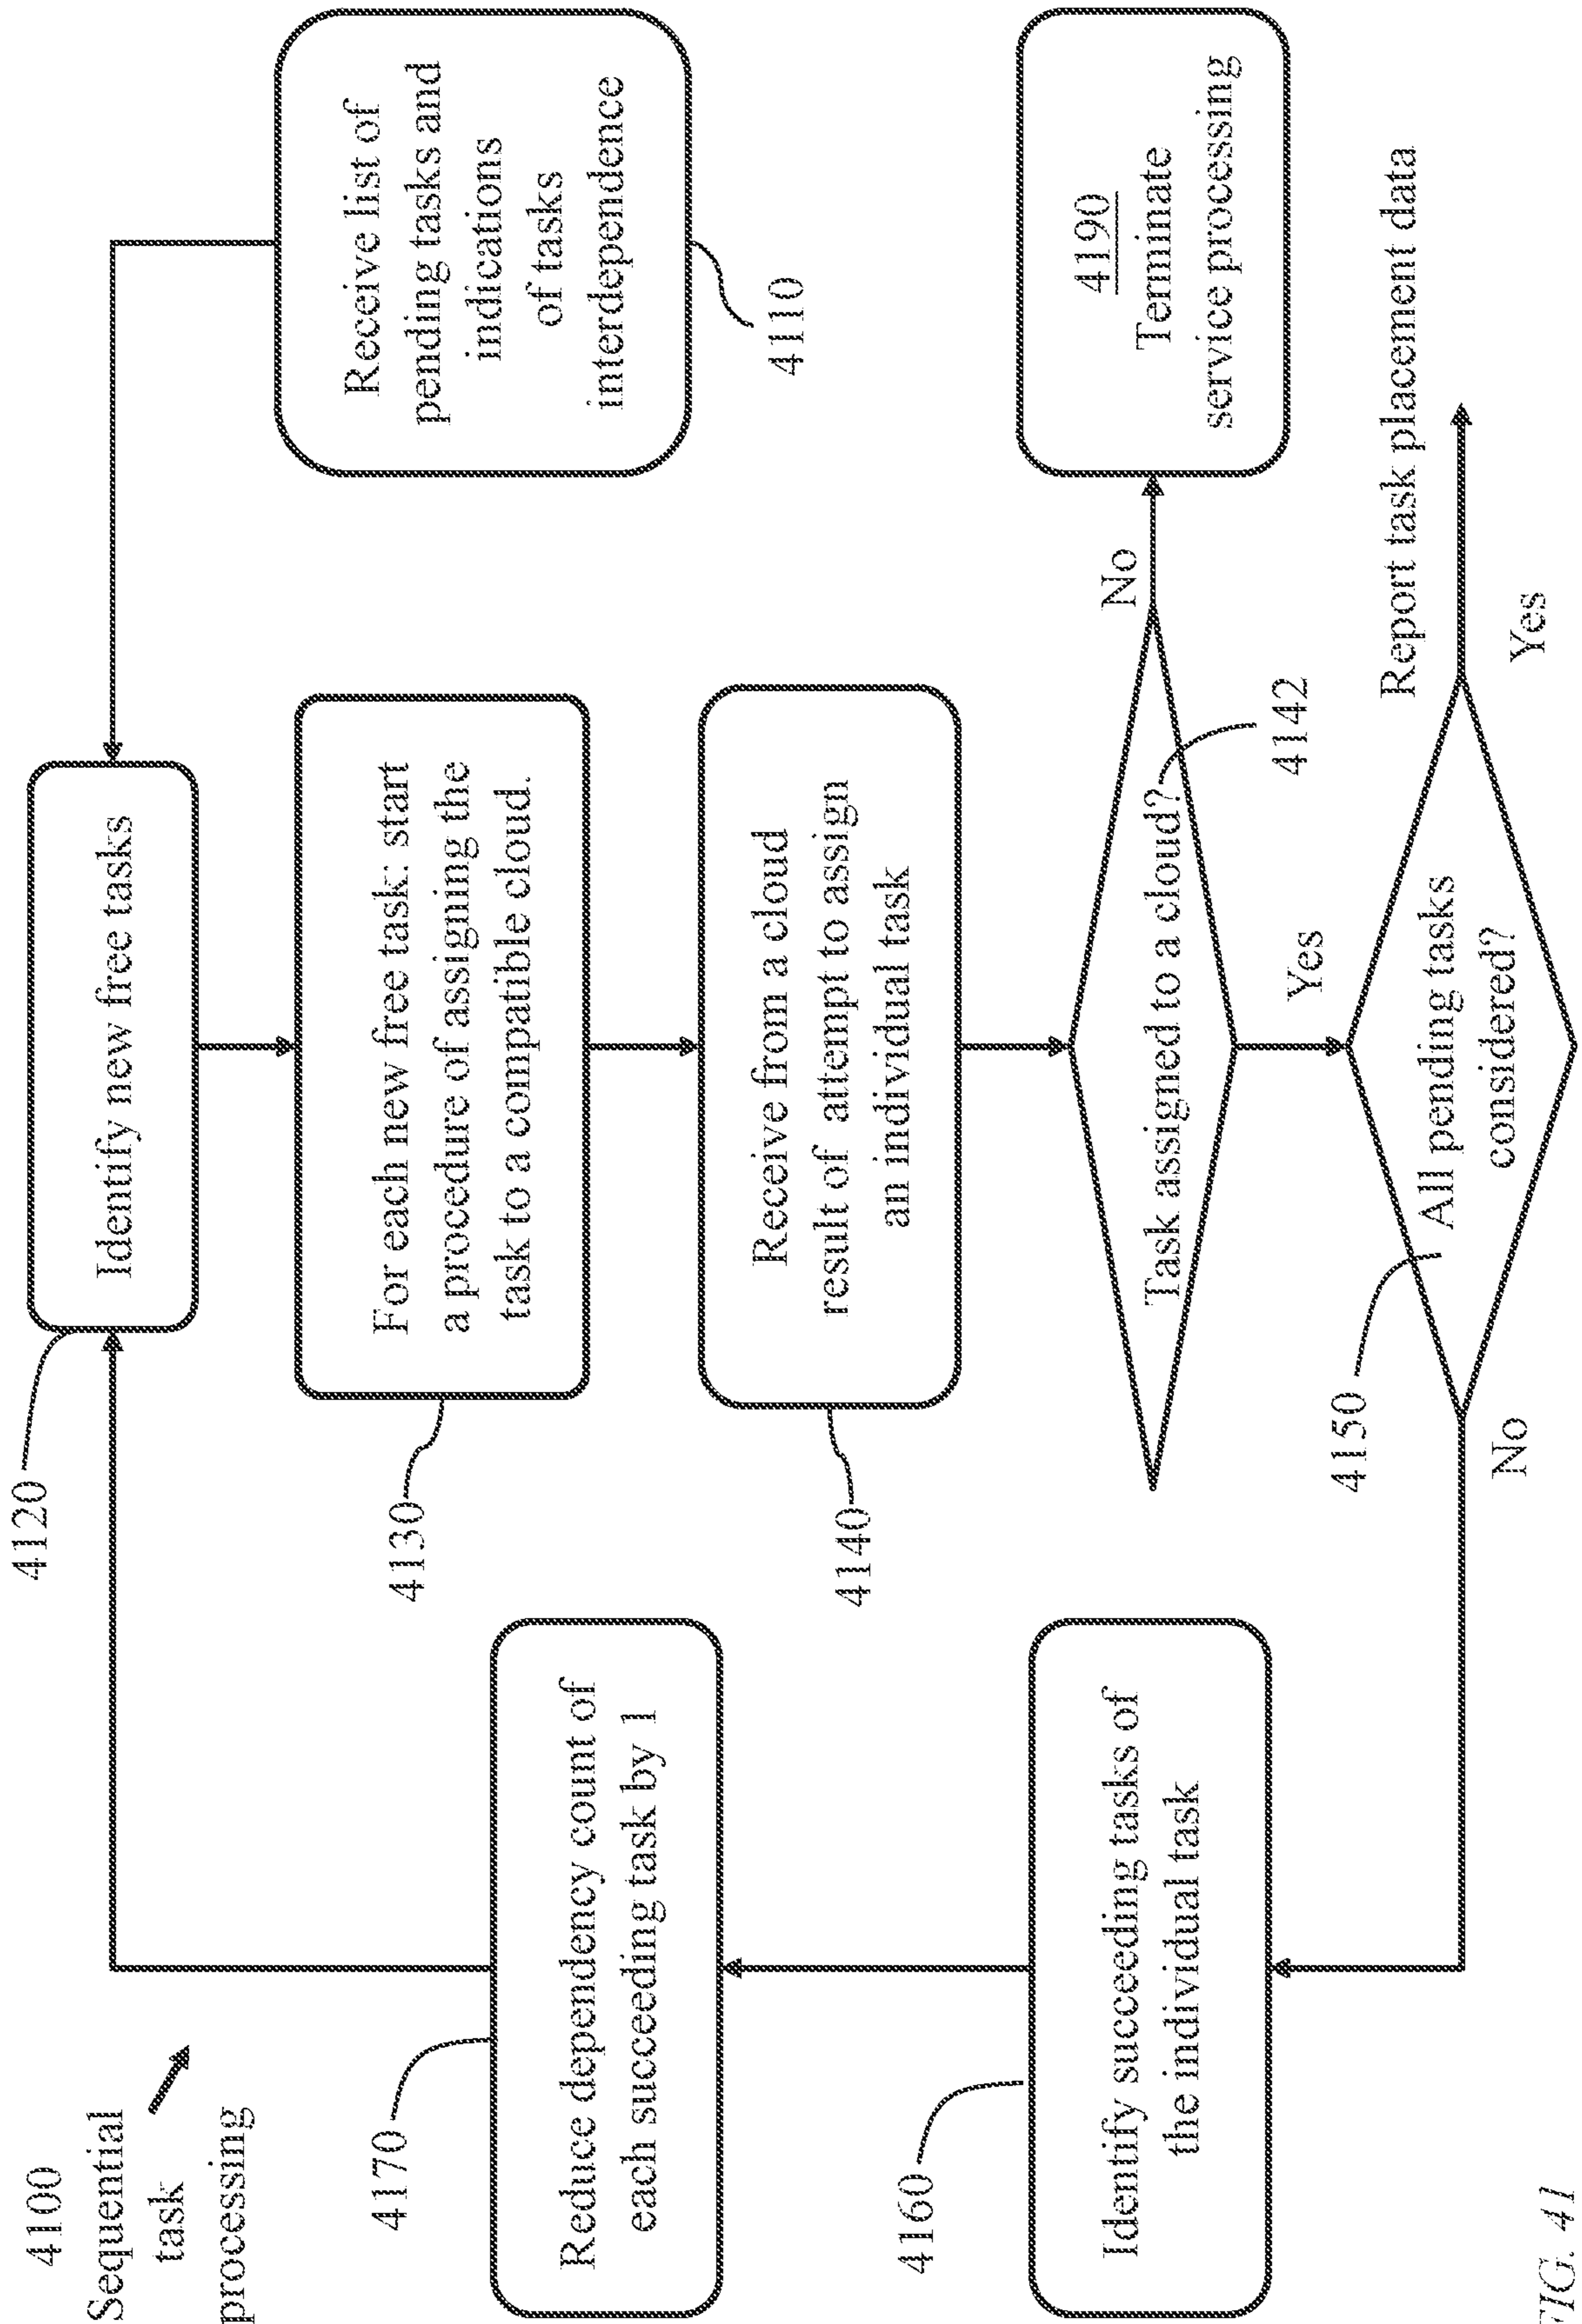 4100
Sequential
task
processing
4120
Identify new free tasks
Receive list of
pending tasks and
indications
of tasks
interdependence
4110
4130
For each new free task: start
a procedure of assigning the
task to a compatible cloud.
4170
Reduce dependency count of
each succeeding task by 1
4140
Receive from a cloud
result of attempt to assign
an individual task
4160
Identify succeeding tasks of
the individual task
Task assigned to a cloud?
4142
No
4190
Terminate
service processing
Yes
4150
All pending tasks
considered?
No
Yes
Report task placement data
FIG. 41